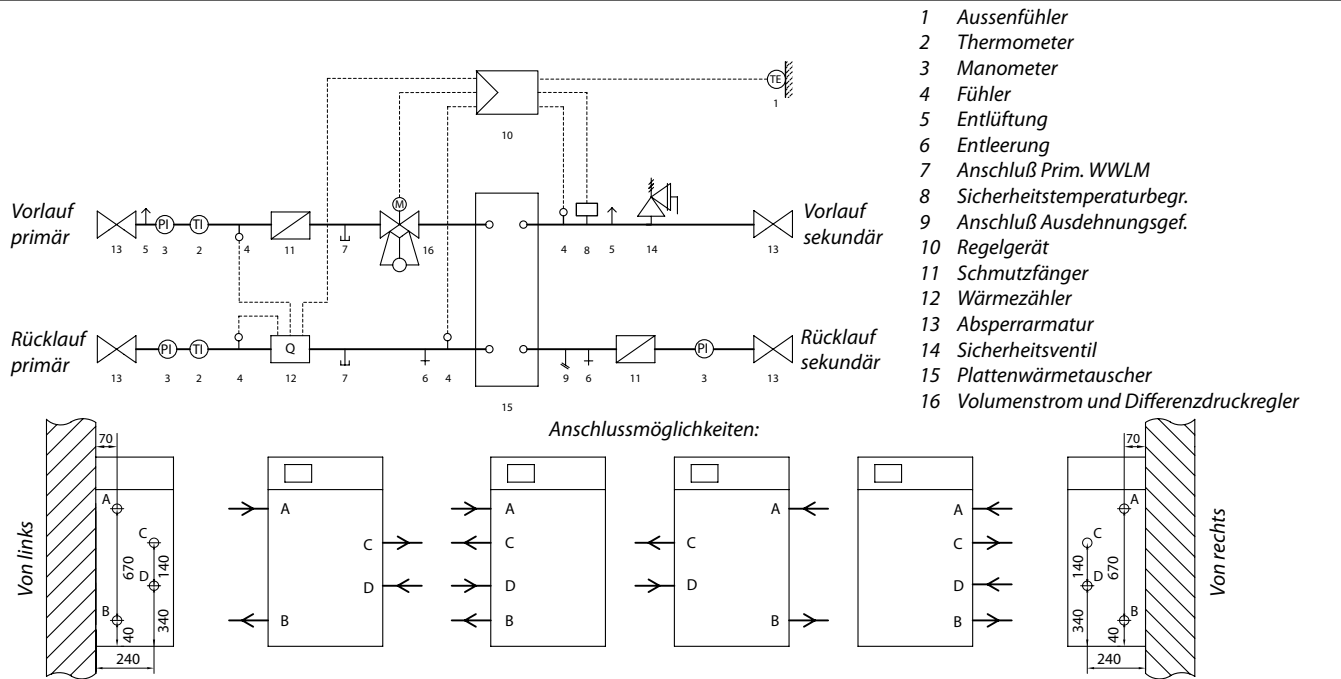 1 Aussenfühler
2 Thermometer
3 Manometer
4 Fühler
5 Entlüftung
6 Entleerung
7 Anschluß Prim. WWLM
8 Sicherheitstemperaturbegr.
9 Anschluß Ausdehnungsgef.
10 Regelgerät
11 Schmutzfänger
12 Wärmezähler
13 Absperrarmatur
14 Sicherheitsventil
15 Plattenwärmetauscher
16 Volumenstrom und Differenzdruckregler
TE
1
10
M
Vorlauf
primär
PI TI
13 5 3 2 4 11 7 16 4 8 5 14 13
Vorlauf
sekundär
Rücklauf
primär
PI TI Q PI
13 3 2 4 12 7 6 4 9 6 11 3 13
Rücklauf
sekundär
15
Anschlussmöglichkeiten:
Von links
70
A
C
670
140
D
B
40
340
240
A
C
D
B
A
C
D
B
A
C
D
B
A
C
D
B
70
A
C
140
670
D
B
340
40
240
Von rechts